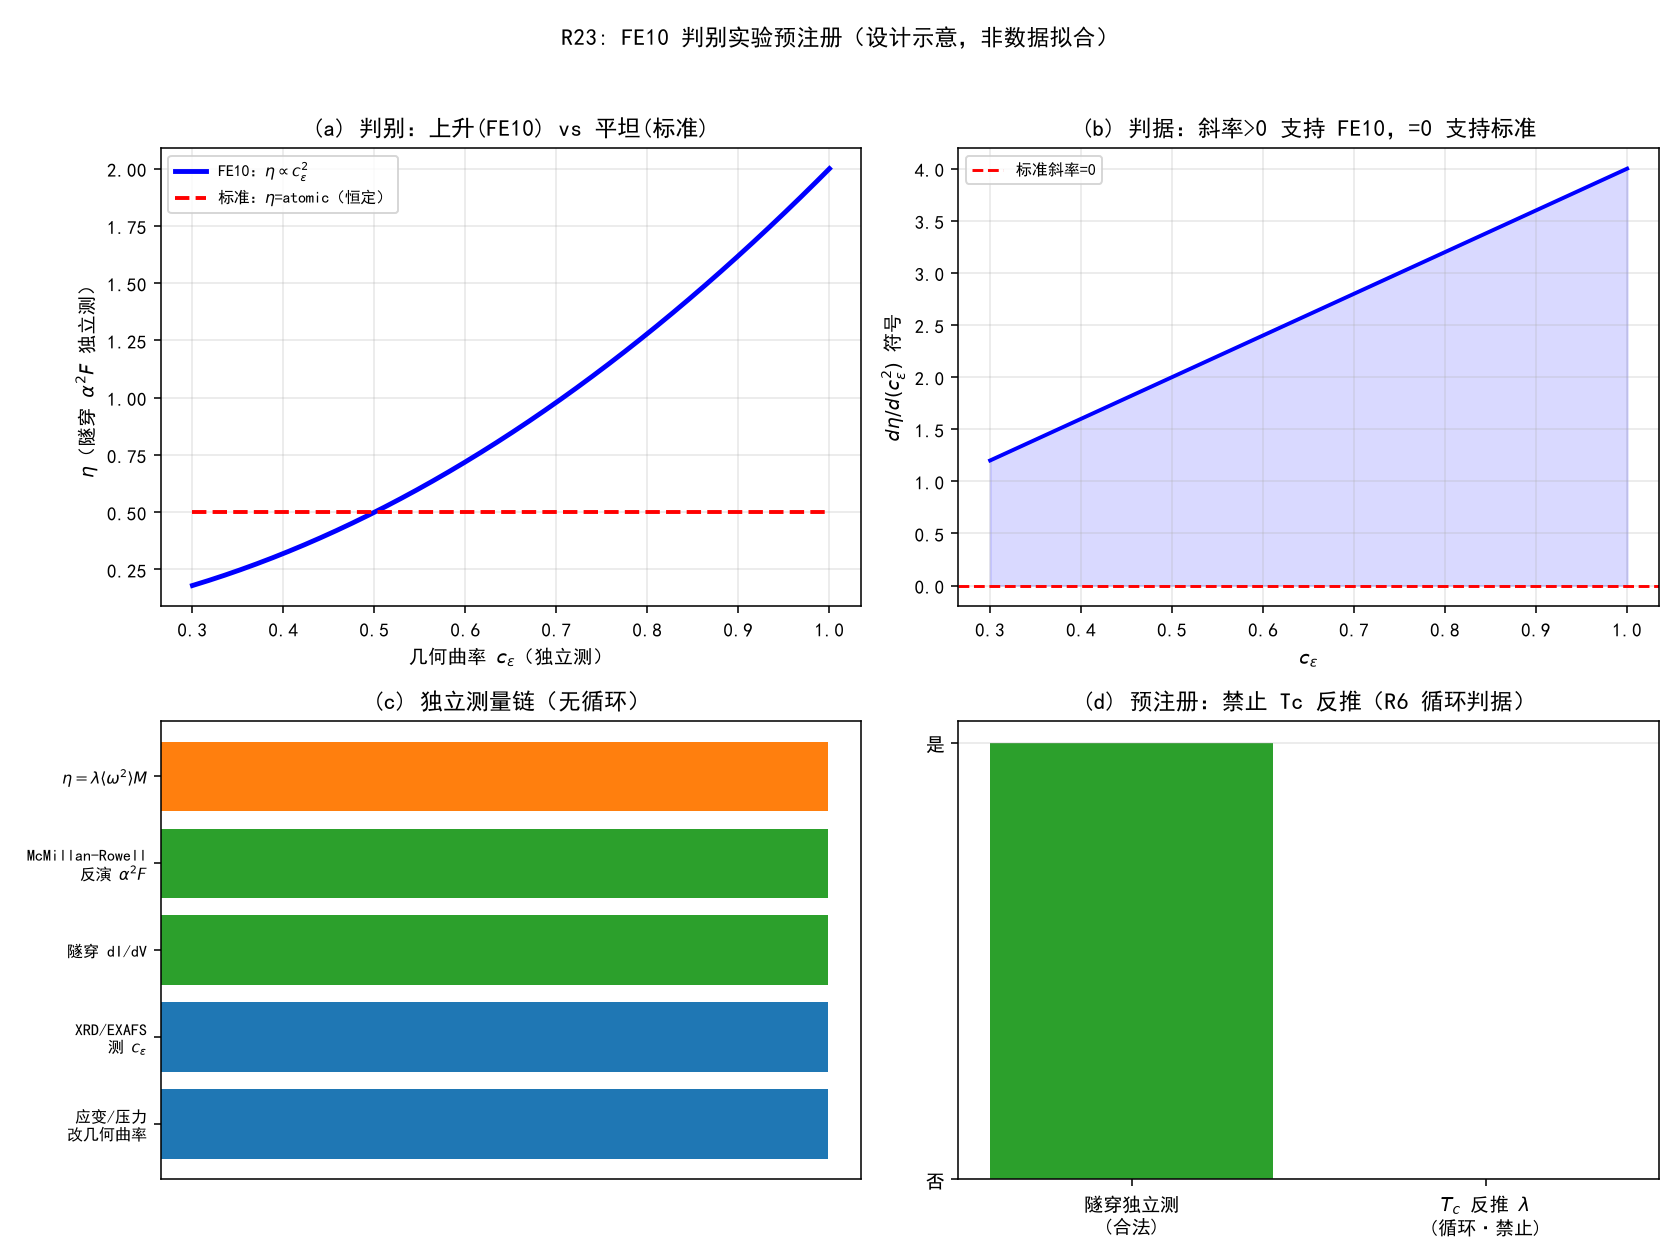 R23: FE10 判别实验预注册（设计示意，非数据拟合）
(a) 判别：上升(FE10) vs 平坦(标准)
FE10：η ∝ c_ε^2
标准：η=atomic（恒定）
η（隧穿 α^2F 独立测）
2.00
1.75
1.50
1.25
1.00
0.75
0.50
0.25
0.3 0.4 0.5 0.6 0.7 0.8 0.9 1.0
几何曲率 c_ε（独立测）
(b) 判据：斜率>0 支持 FE10，=0 支持标准
标准斜率=0
dη/d(c_ε^2) 符号
4.0
3.5
3.0
2.5
2.0
1.5
1.0
0.5
0.0
0.3 0.4 0.5 0.6 0.7 0.8 0.9 1.0
c_ε
(c) 独立测量链（无循环）
η = λ⟨ω^2⟩M
McMillan-Rowell
反演 α^2F
隧穿 dI/dV
XRD/EXAFS
测 c_ε
应变/压力
改几何曲率
(d) 预注册：禁止 Tc 反推（R6 循环判据）
是
否
隧穿独立测
(合法)
T_c 反推 λ
(循环·禁止)